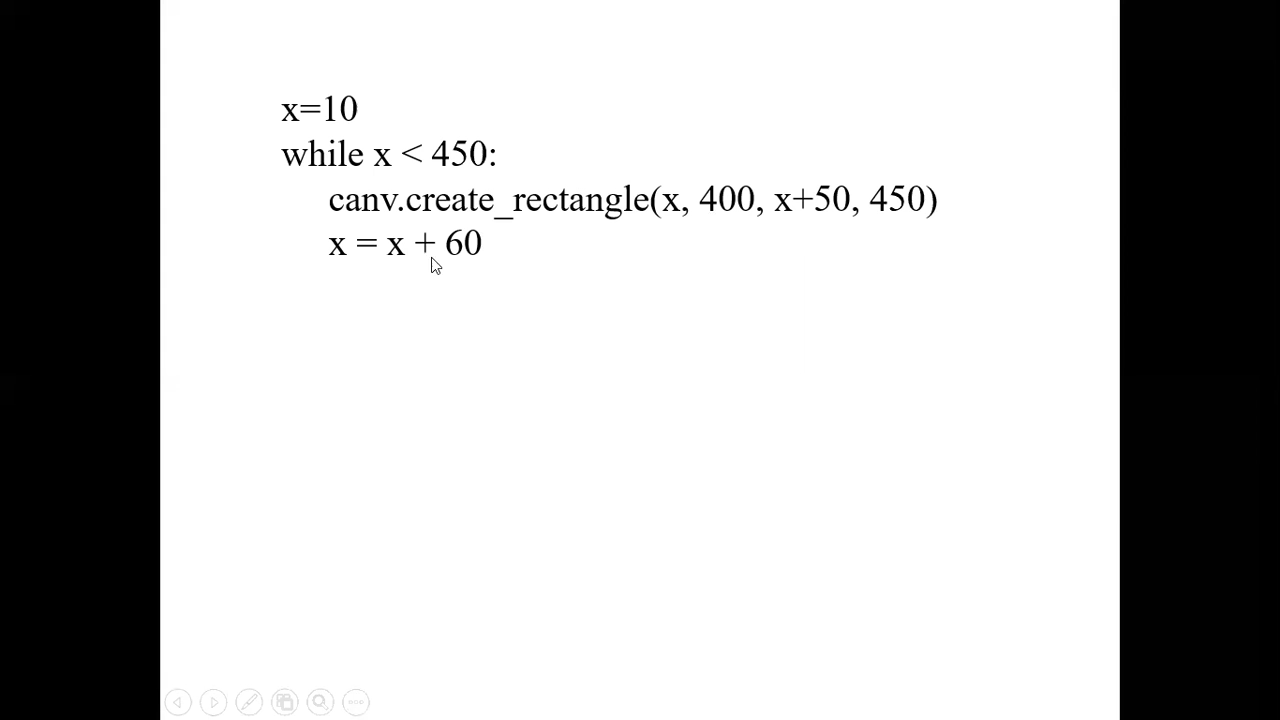 x=10
while x < 450:
canv.create_rectangle(x, 400, x+50, 450)
x = x + 60